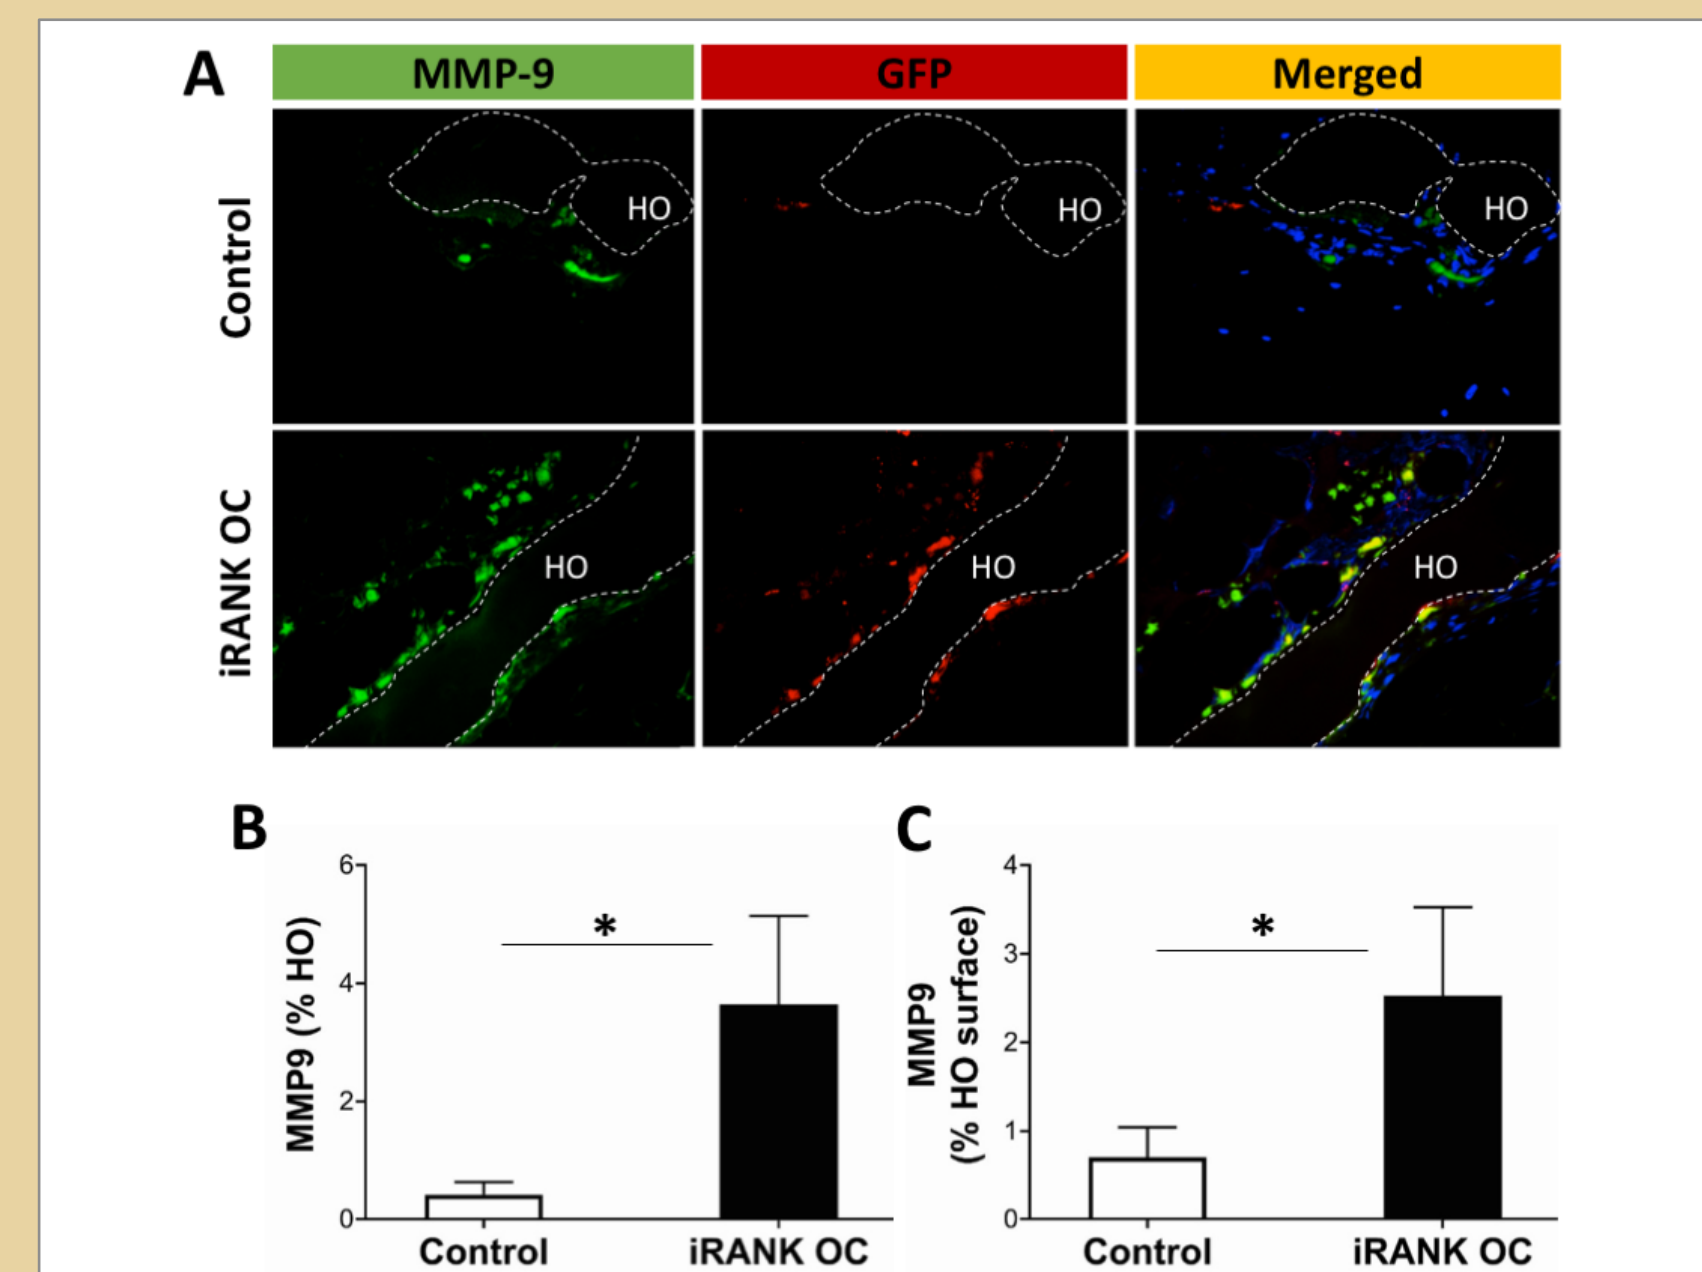 A
MMP-9
GFP
Merged
Control
HO
HO
HO
iRANK OC
HO
HO
HO
B
MMP9 (% HO)
6
4
2
0
*
Control
iRANK OC
C
MMP9
(% HO surface)
4
3
2
1
0
*
Control
iRANK OC